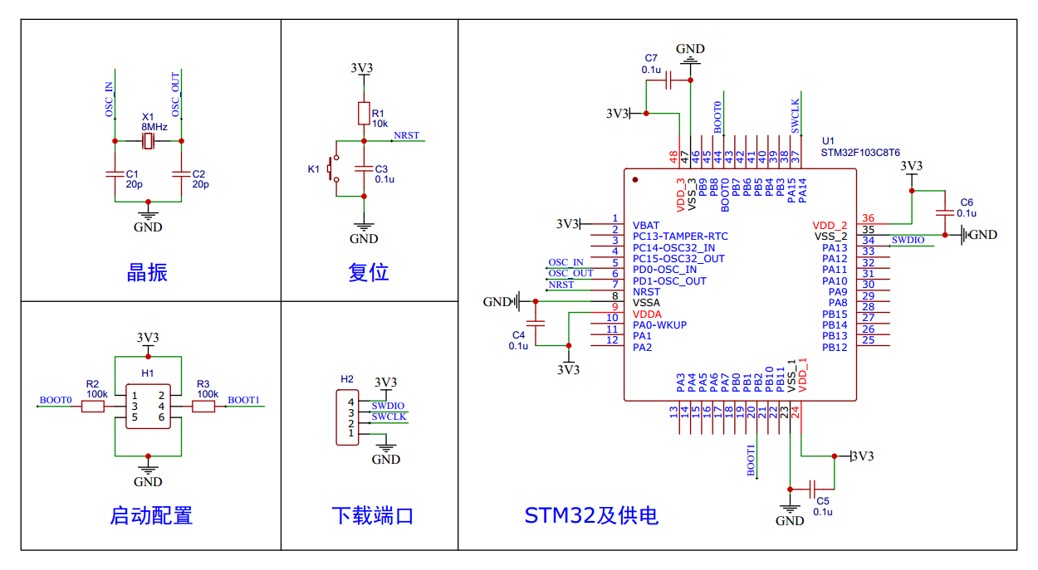 OSC_IN
OSC_OUT
X1
8MHz
C1
20p
C2
20p
GND
晶振
3V3
R1
10k
NRST
K1
C3
0.1u
GND
复位
3V3
H1
R2
100k
R3
100k
BOOT0
BOOT1
1 2
3 4
5 6
GND
启动配置
H2
3V3
4
3 SWDIO
2 SWCLK
1
GND
下载端口
GND
C7
0.1u
3V3
BOOT0
SWCLK
U1
STM32F103C8T6
48 47 46 45 44 43 42 41 40 39 38 37
VDD_3 VSS_3 PB9 PB8 BOOT0 PB7 PB6 PB5 PB4 PB3 PA15 PA14
3V3
1 VBAT
2 PC13-TAMPER-RTC
3 PC14-OSC32_IN
4 PC15-OSC32_OUT
OSC_IN 5 PD0-OSC_IN
OSC_OUT 6 PD1-OSC_OUT
NRST 7 NRST
GND 8 VSSA
9 VDDA
10 PA0-WKUP
11 PA1
12 PA2
C4
0.1u
3V3
3V3
C6
0.1u
GND
VDD_2 36
VSS_2 35
PA13 34 SWDIO
PA12 33
PA11 32
PA10 31
PA9 30
PA8 29
PB15 28
PB14 27
PB13 26
PB12 25
PA3 PA4 PA5 PA6 PA7 PB0 PB1 PB2 PB10 PB11 VSS_1 VDD_1
13 14 15 16 17 18 19 20 21 22 23 24
BOOT1
3V3
C5
0.1u
GND
STM32及供电